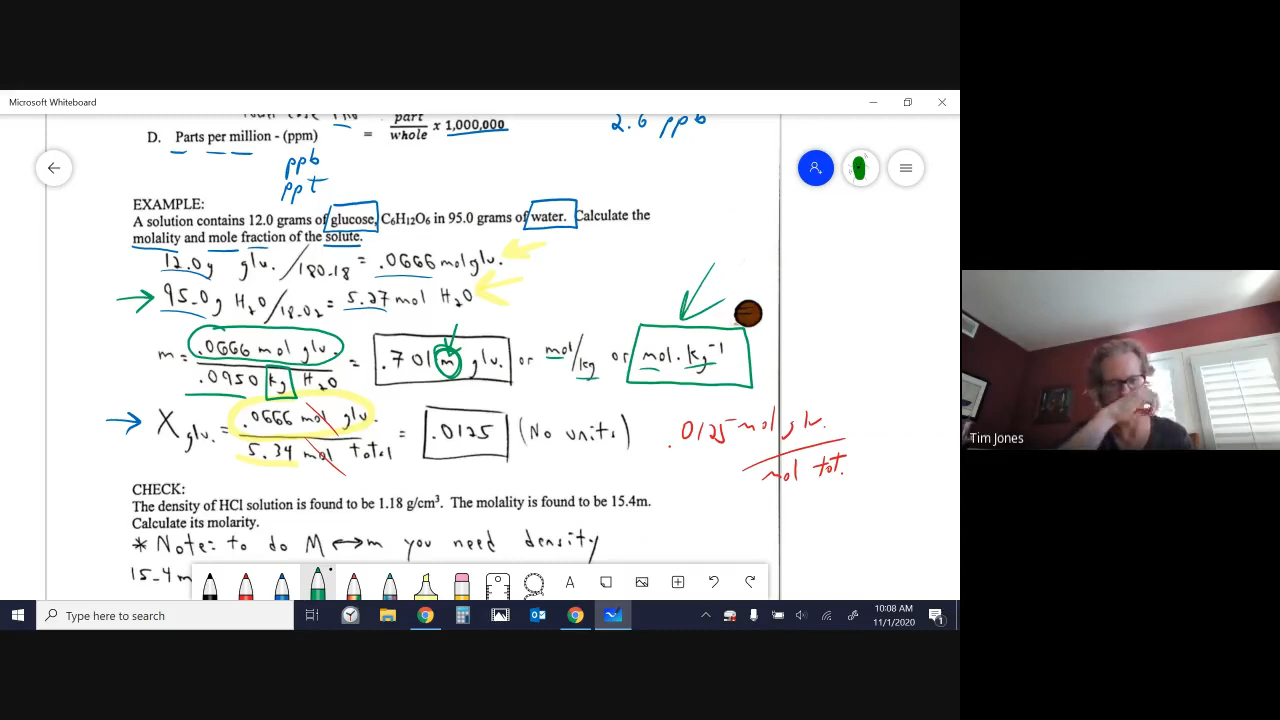 Microsoft Whiteboard
part
D. Parts per million - (ppm) = whole x 1,000,000
2.6 ppb
ppb
ppt
EXAMPLE:
A solution contains 12.0 grams of glucose, C6H12O6 in 95.0 grams of water. Calculate the
molality and mole fraction of the solute.
12.0g glu. / 180.18 = .0666 mol glu.
95.0g H2O / 18.02 = 5.27 mol H2O
m = .0666 mol glu. / .0950 kg H2O = .701 m glu. or mol/kg or mol·kg⁻¹
X glu. = .0666 mol glu. / 5.34 mol total = .0125 (No units)
.0125 mol glu. / mol tot.
CHECK:
The density of HCl solution is found to be 1.18 g/cm³. The molality is found to be 15.4m.
Calculate its molarity.
* Note: to do M ↔ m you need density
15.4 m
Tim Jones
Type here to search
10:08 AM
11/1/2020